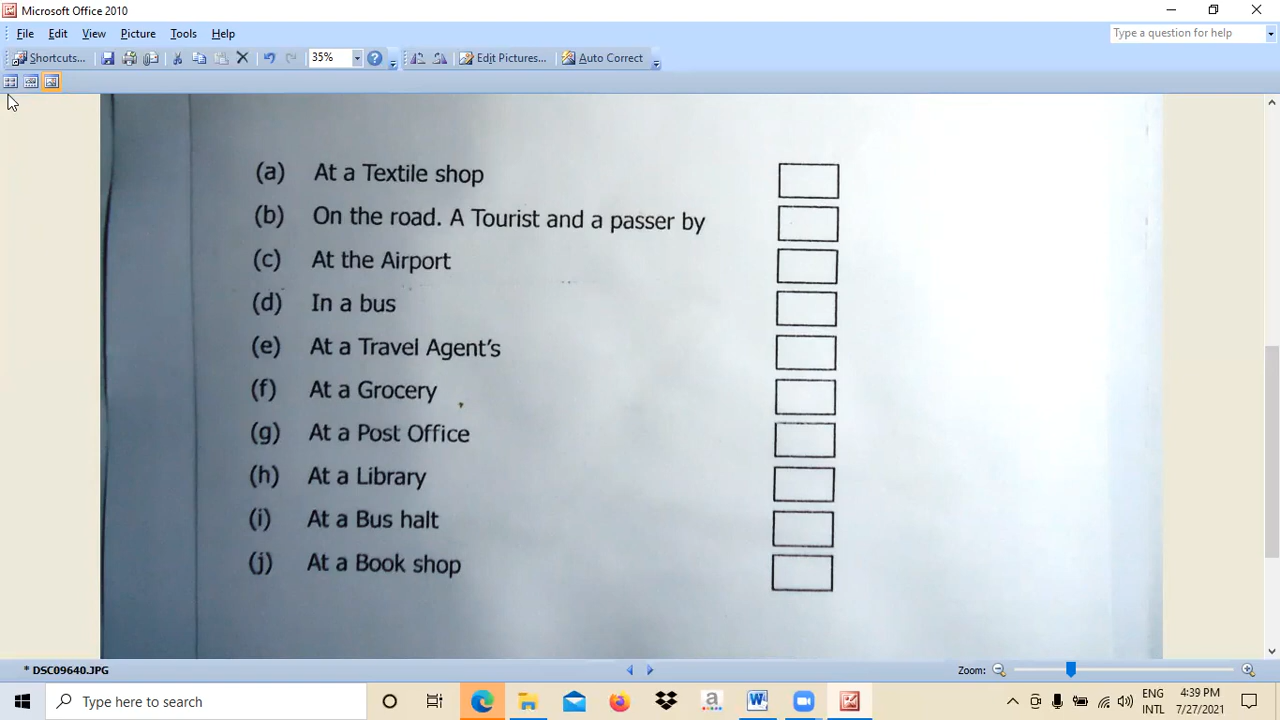 Microsoft Office 2010
File Edit View Picture Tools Help
Type a question for help
Shortcuts... 35% Edit Pictures... Auto Correct
(a) At a Textile shop
(b) On the road. A Tourist and a passer by
(c) At the Airport
(d) In a bus
(e) At a Travel Agent's
(f) At a Grocery
(g) At a Post Office
(h) At a Library
(i) At a Bus halt
(j) At a Book shop
* DSC09640.JPG Zoom:
Type here to search a W ENG 4:39 PM
INTL 7/27/2021